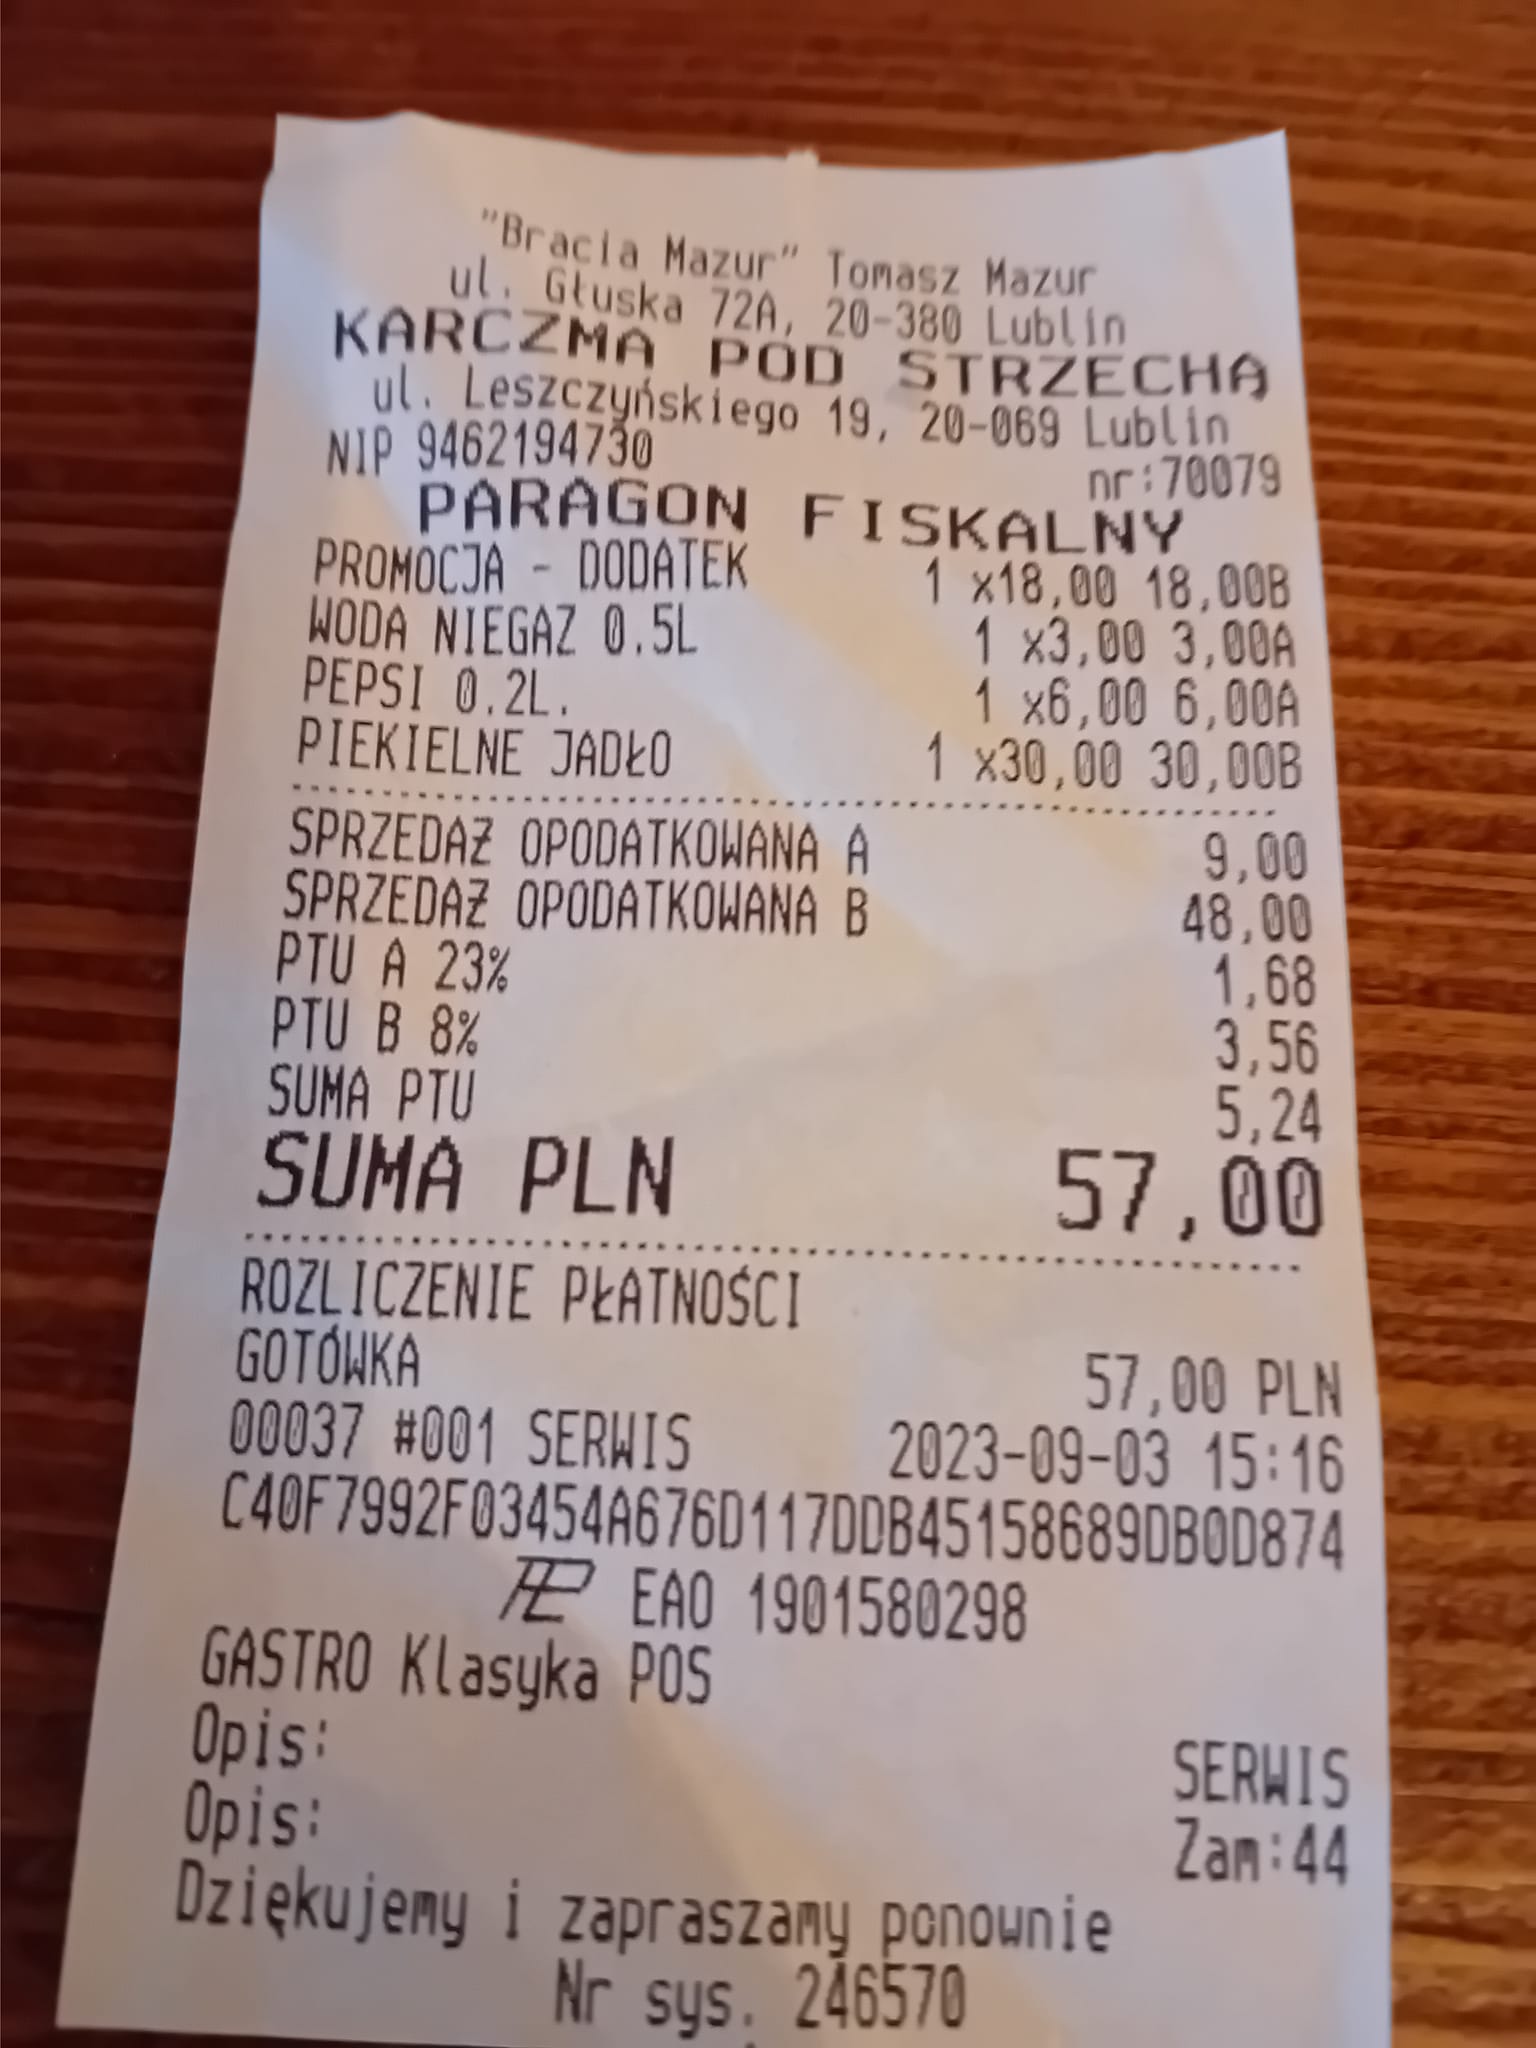 "Bracia Mazur" Tomasz Mazur
ul. Głuska 72A, 20-380 Lublin
KARCZMA POD STRZECHĄ
ul. Leszczyńskiego 19, 20-069 Lublin
NIP 9462194730 nr:70079
PARAGON FISKALNY
PROMOCJA - DODATEK 1 x18,00 18,00B
WODA NIEGAZ 0.5L 1 x3,00 3,00A
PEPSI 0.2L. 1 x6,00 6,00A
PIEKIELNE JADŁO 1 x30,00 30,00B
SPRZEDAŻ OPODATKOWANA A 9,00
SPRZEDAŻ OPODATKOWANA B 48,00
PTU A 23% 1,68
PTU B 8% 3,56
SUMA PTU 5,24
SUMA PLN 57,00
ROZLICZENIE PŁATNOŚCI
GOTÓWKA 57,00 PLN
00037 #001 SERWIS 2023-09-03 15:16
C40F7992F03454A676D117DDB45158689DB0D874
PL EAO 1901580298
GASTRO Klasyka POS
Opis: SERWIS
Opis: Zam:44
Dziękujemy i zapraszamy ponownie
Nr sys. 246570